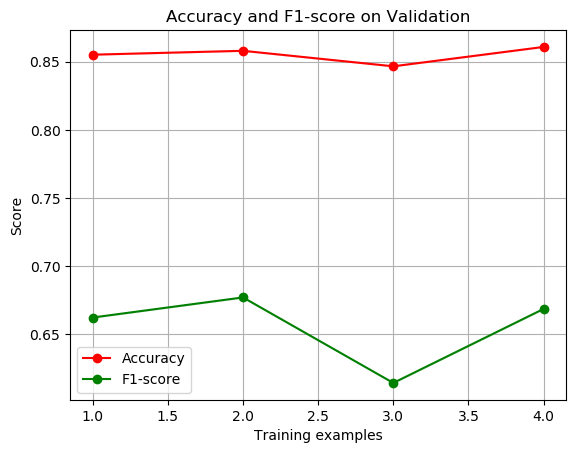 Accuracy and F1-score on Validation
0.85
0.80
0.75
0.70
0.65
Score
Accuracy
F1-score
1.0 1.5 2.0 2.5 3.0 3.5 4.0
Training examples